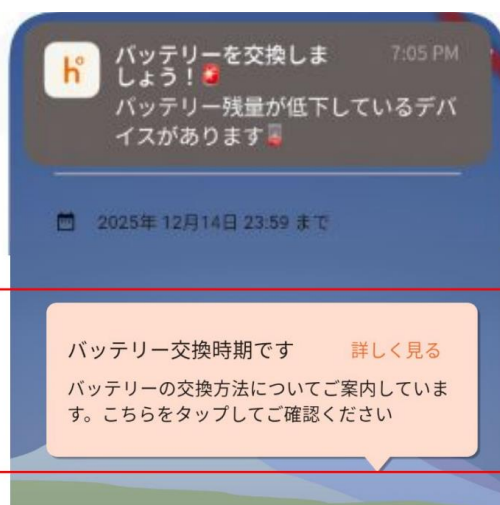 h°
バッテリーを交換しま
7:05 PM
しょう！🚨
バッテリー残量が低下しているデバ
イスがあります🪫
2025年 12月14日 23:59 まで
バッテリー交換時期です
詳しく見る
バッテリーの交換方法についてご案内していま
す。こちらをタップしてご確認ください